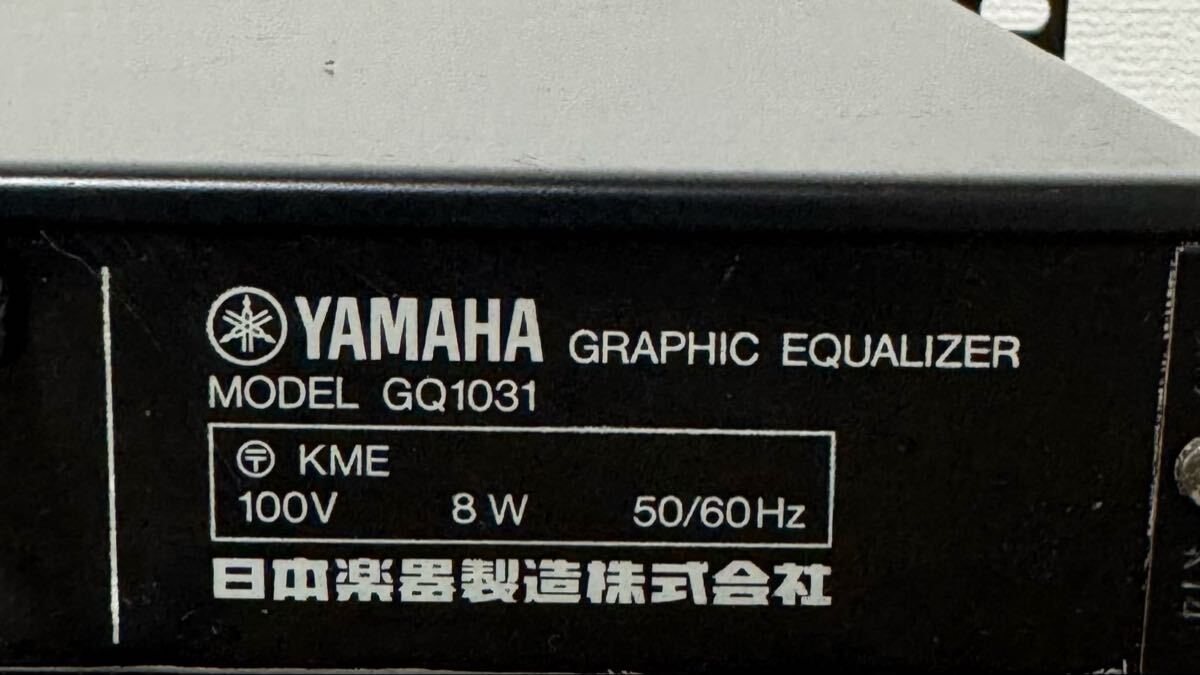 YAMAHA GRAPHIC EQUALIZER
MODEL GQ1031
〶 KME
100V 8W 50/60Hz
日本楽器製造株式会社